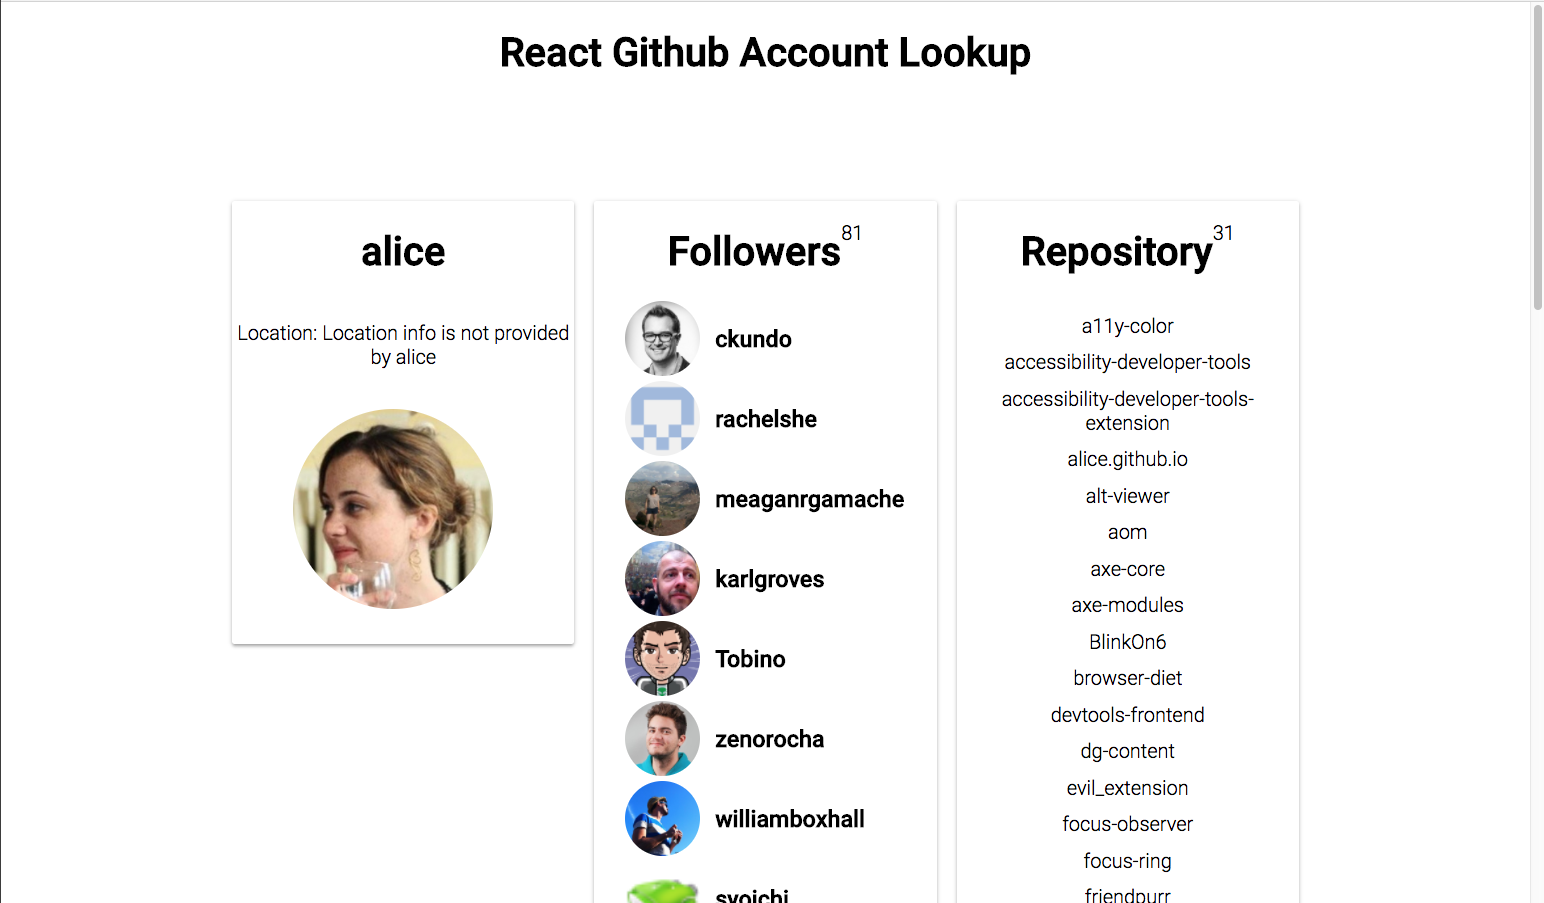 React Github Account Lookup
alice
Location: Location info is not provided
by alice
Followers 81
ckundo
rachelshe
meaganrgamache
karlgroves
Tobino
zenorocha
williamboxhall
syoichi
Repository 31
a11y-color
accessibility-developer-tools
accessibility-developer-tools-
extension
alice.github.io
alt-viewer
aom
axe-core
axe-modules
BlinkOn6
browser-diet
devtools-frontend
dg-content
evil_extension
focus-observer
focus-ring
friendpurr